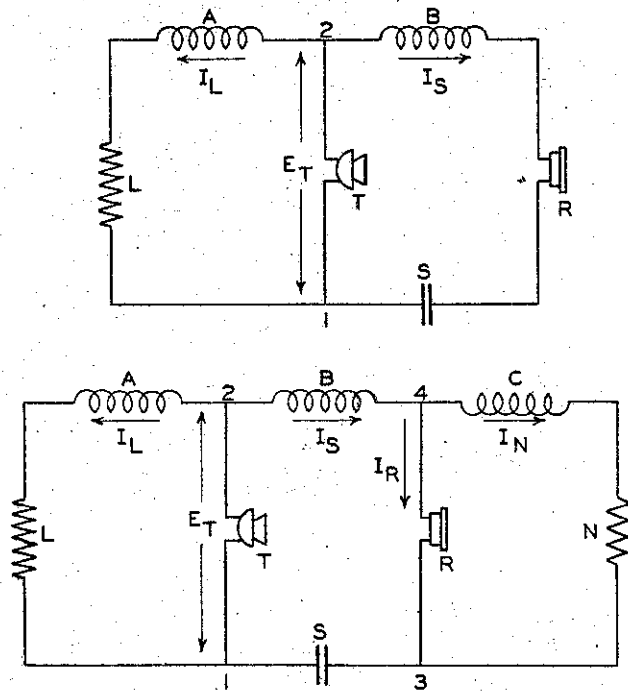 A 2 B
I_L I_S
L E_T T R
S
1
A 2 B 4 C
I_L I_S I_N
I_R
L E_T T R N
S
1 3